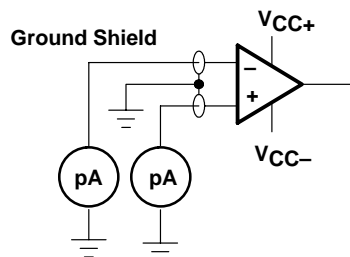 VCC+
Ground Shield
−
+
VCC−
pA
pA